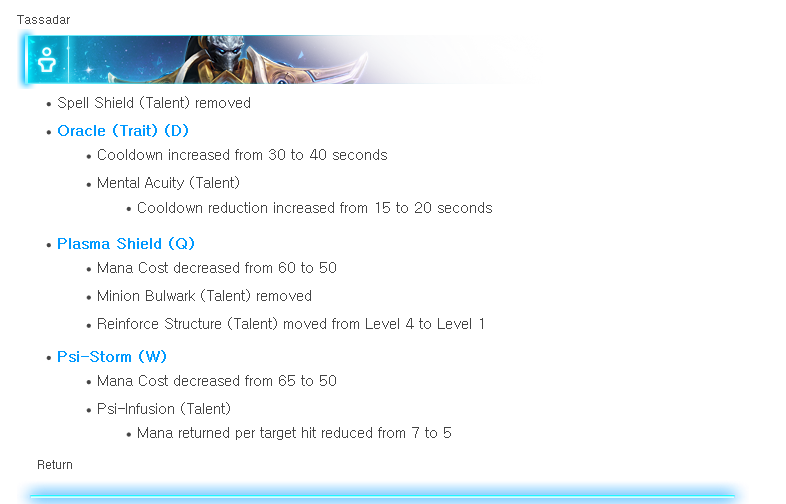 Tassadar
Spell Shield (Talent) removed
Oracle (Trait) (D)
Cooldown increased from 30 to 40 seconds
Mental Acuity (Talent)
Cooldown reduction increased from 15 to 20 seconds
Plasma Shield (Q)
Mana Cost decreased from 60 to 50
Minion Bulwark (Talent) removed
Reinforce Structure (Talent) moved from Level 4 to Level 1
Psi-Storm (W)
Mana Cost decreased from 65 to 50
Psi-Infusion (Talent)
Mana returned per target hit reduced from 7 to 5
Return